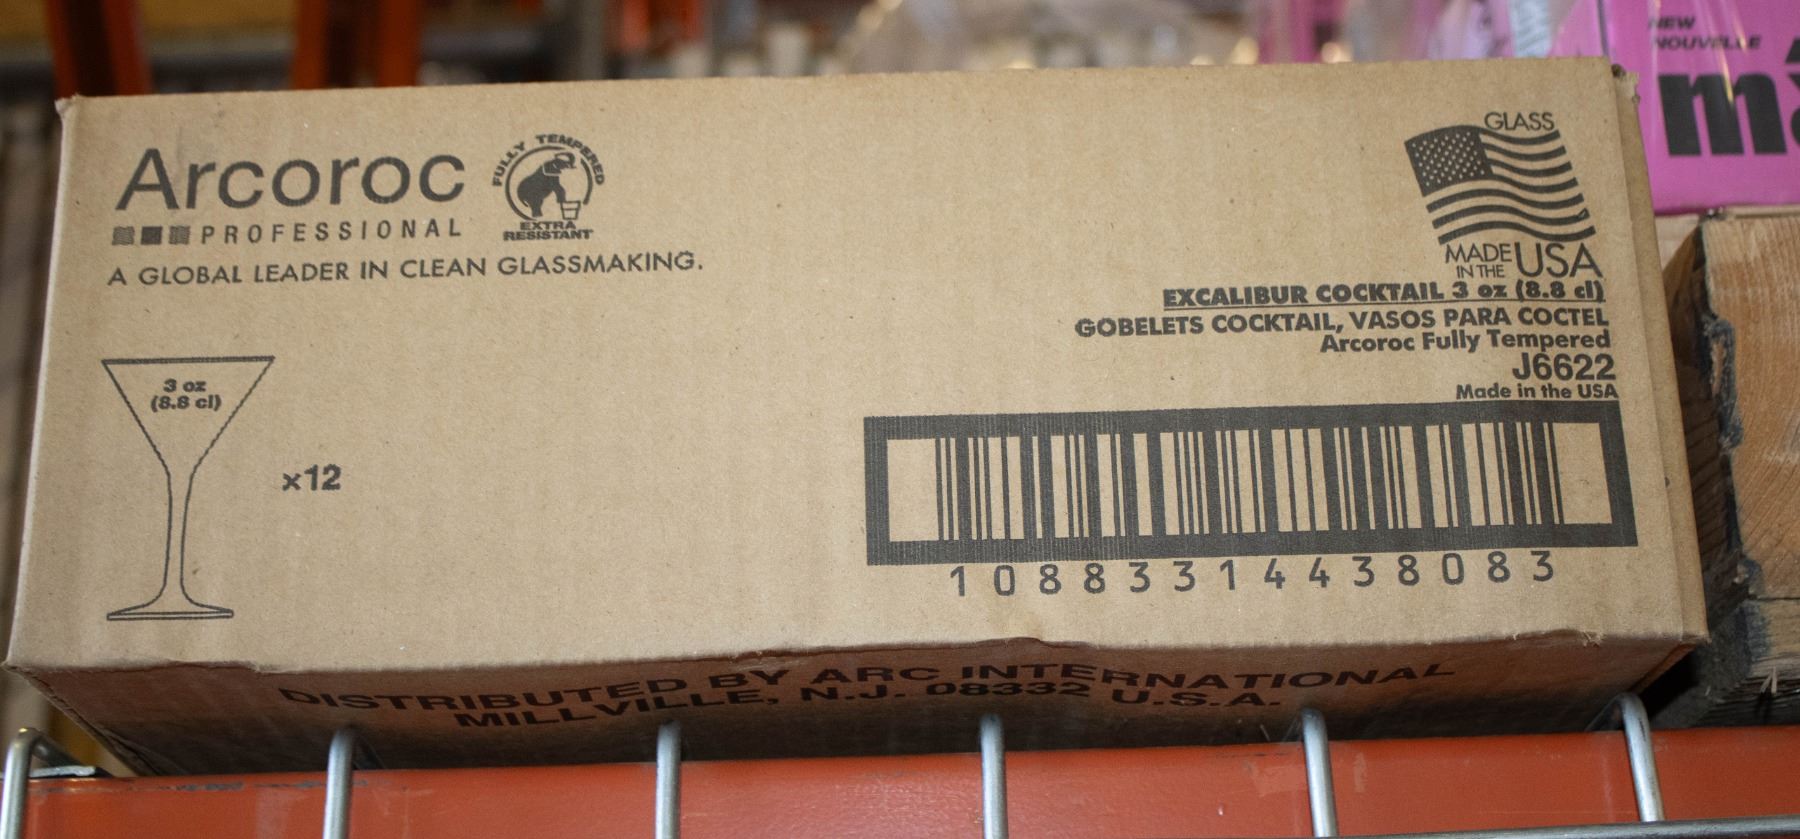 Arcoroc
PROFESSIONAL
FULLY TEMPERED
EXTRA
RESISTANT
A GLOBAL LEADER IN CLEAN GLASSMAKING.
3 oz
(8.8 cl)
x12
GLASS
MADE
IN THE
USA
EXCALIBUR COCKTAIL 3 oz (8.8 cl)
GOBELETS COCKTAIL, VASOS PARA COCTEL
Arcoroc Fully Tempered
J6622
Made in the USA
10883314438083
DISTRIBUTED BY ARC INTERNATIONAL
MILLVILLE, N.J. 08332 U.S.A.
NEW
NOUVELLE